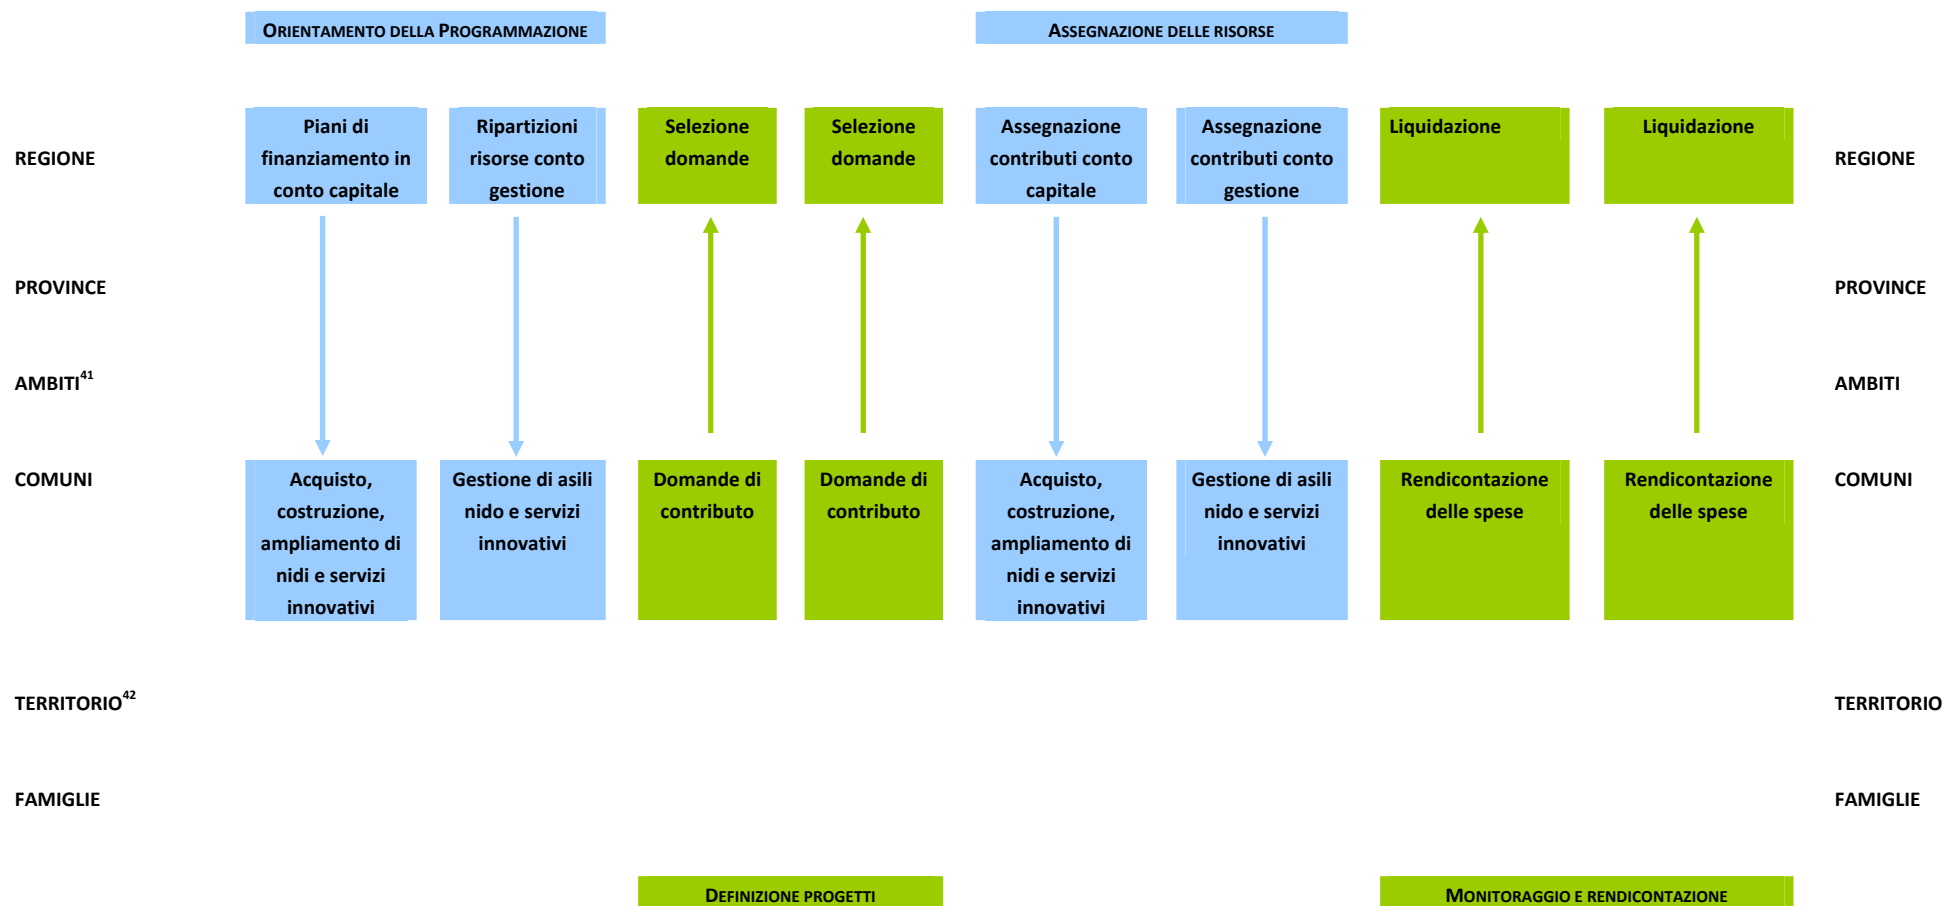 ORIENTAMENTO DELLA PROGRAMMAZIONE
ASSEGNAZIONE DELLE RISORSE
REGIONE
Piani di
finanziamento in
conto capitale
Ripartizioni
risorse conto
gestione
Selezione
domande
Selezione
domande
Assegnazione
contributi conto
capitale
Assegnazione
contributi conto
gestione
Liquidazione
Liquidazione
REGIONE
PROVINCE
PROVINCE
AMBITI41
AMBITI
COMUNI
Acquisto,
costruzione,
ampliamento di
nidi e servizi
innovativi
Gestione di asili
nido e servizi
innovativi
Domande di
contributo
Domande di
contributo
Acquisto,
costruzione,
ampliamento di
nidi e servizi
innovativi
Gestione di asili
nido e servizi
innovativi
Rendicontazione
delle spese
Rendicontazione
delle spese
COMUNI
TERRITORIO42
TERRITORIO
FAMIGLIE
FAMIGLIE
DEFINIZIONE PROGETTI
MONITORAGGIO E RENDICONTAZIONE